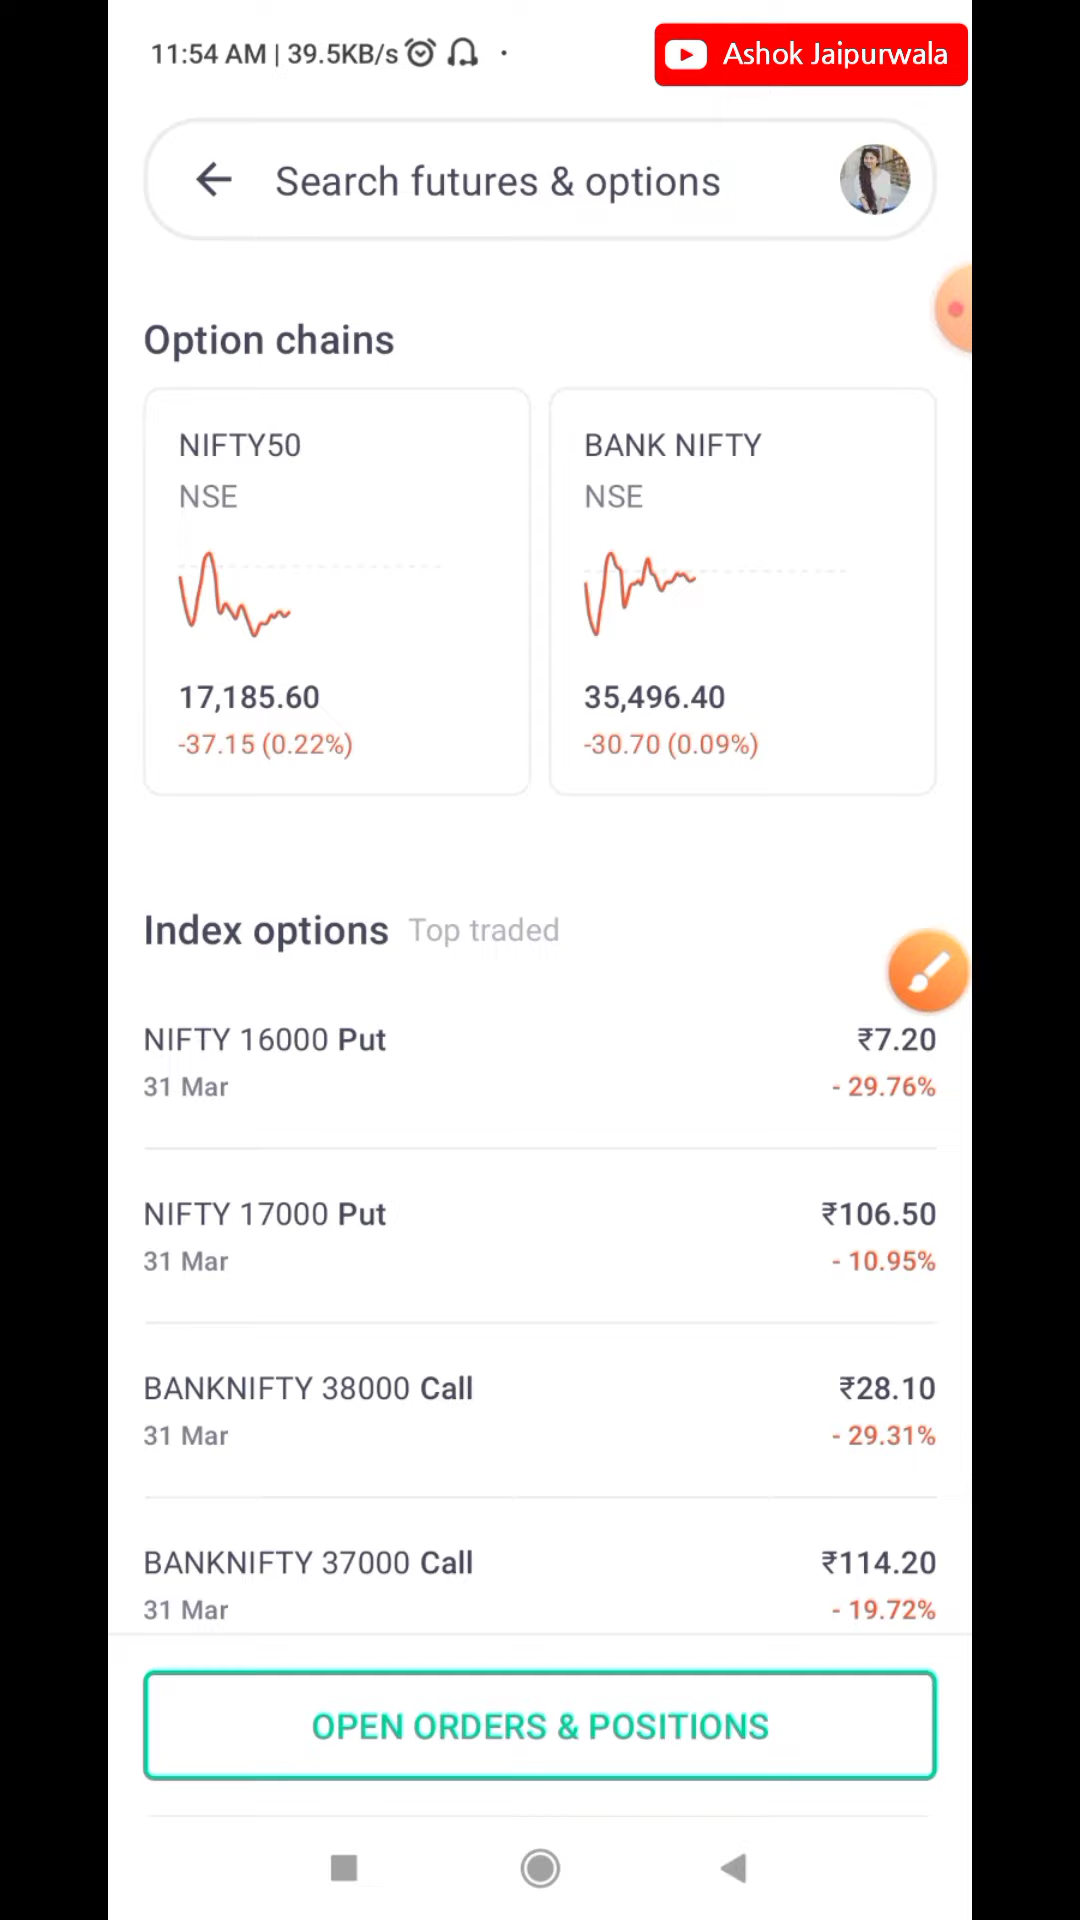 11:54 AM | 39.5KB/s
Ashok Jaipurwala
Search futures & options
Option chains
NIFTY50
NSE
17,185.60
-37.15 (0.22%)
BANK NIFTY
NSE
35,496.40
-30.70 (0.09%)
Index options Top traded
NIFTY 16000 Put ₹7.20
31 Mar - 29.76%
NIFTY 17000 Put ₹106.50
31 Mar - 10.95%
BANKNIFTY 38000 Call ₹28.10
31 Mar - 29.31%
BANKNIFTY 37000 Call ₹114.20
31 Mar - 19.72%
OPEN ORDERS & POSITIONS